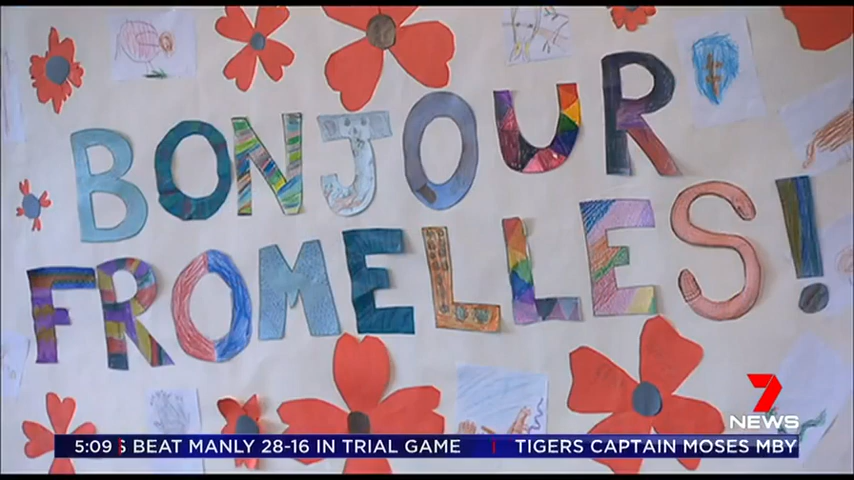 BONJOUR
FROMELLES!
7
NEWS
5:09 S BEAT MANLY 28-16 IN TRIAL GAME | TIGERS CAPTAIN MOSES MBY